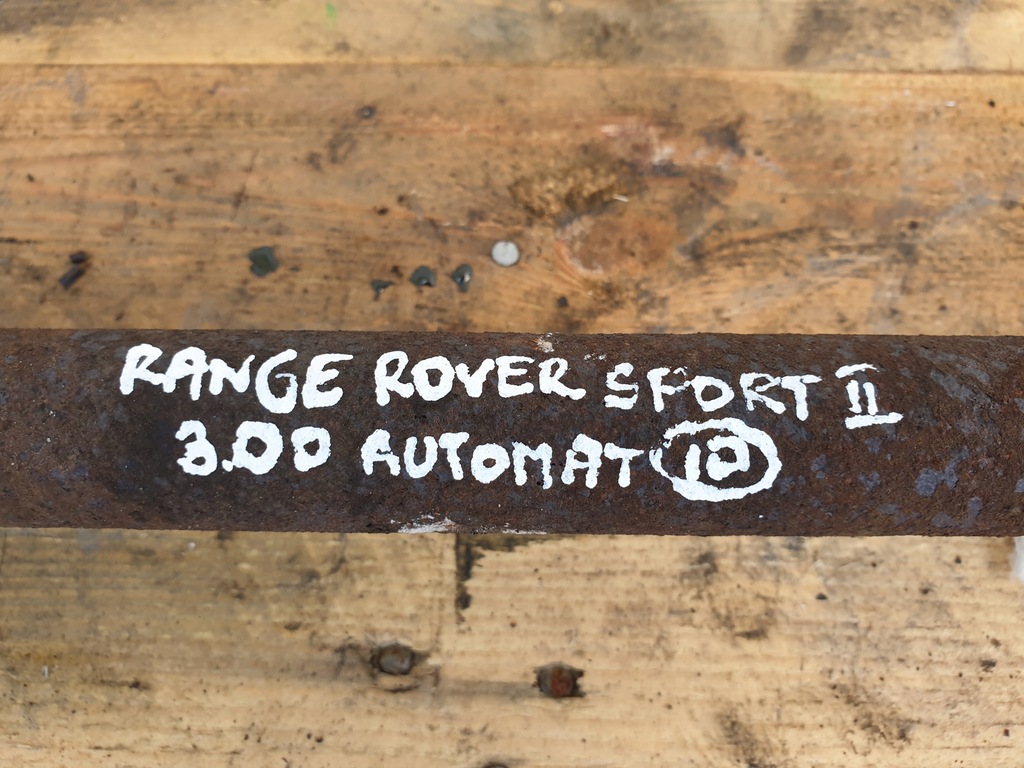 RANGE ROVER SPORT II
3.0D AUTOMAT 10